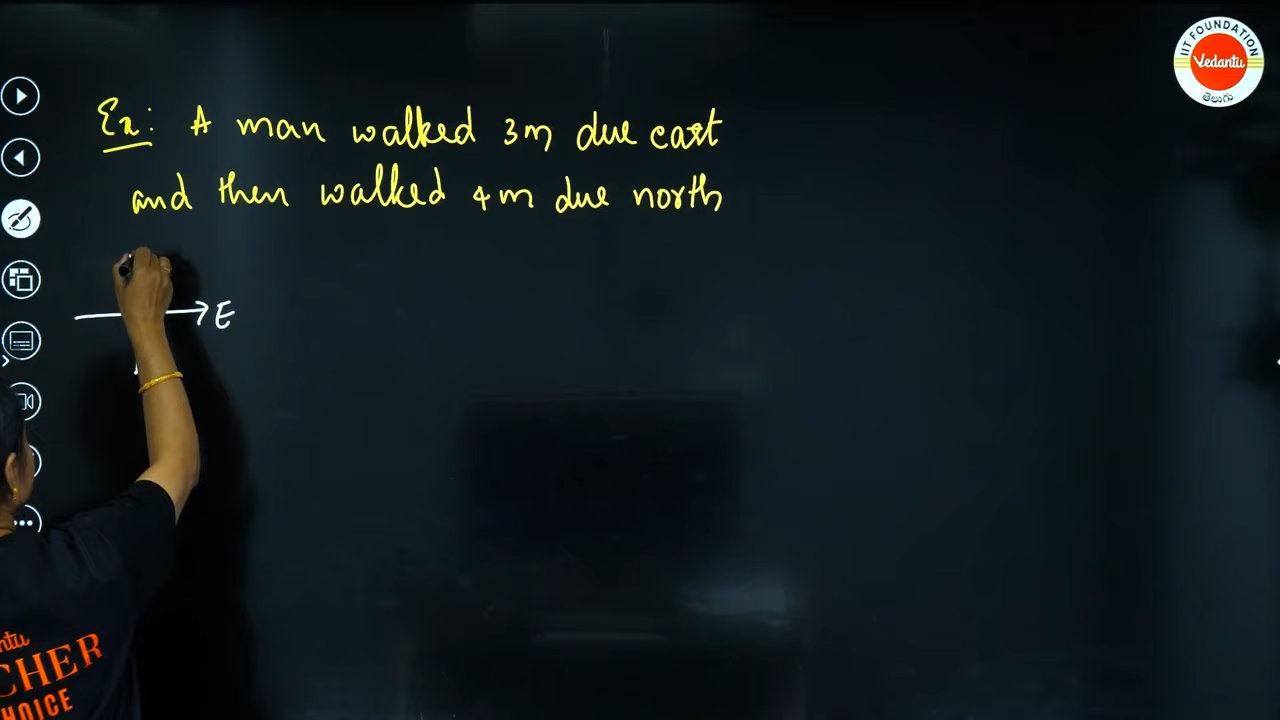 Ex: A man walked 3m due east
and then walked 4m due north
E
IIT FOUNDATION
Vedantu
తెలుగు
CHER
HOICE